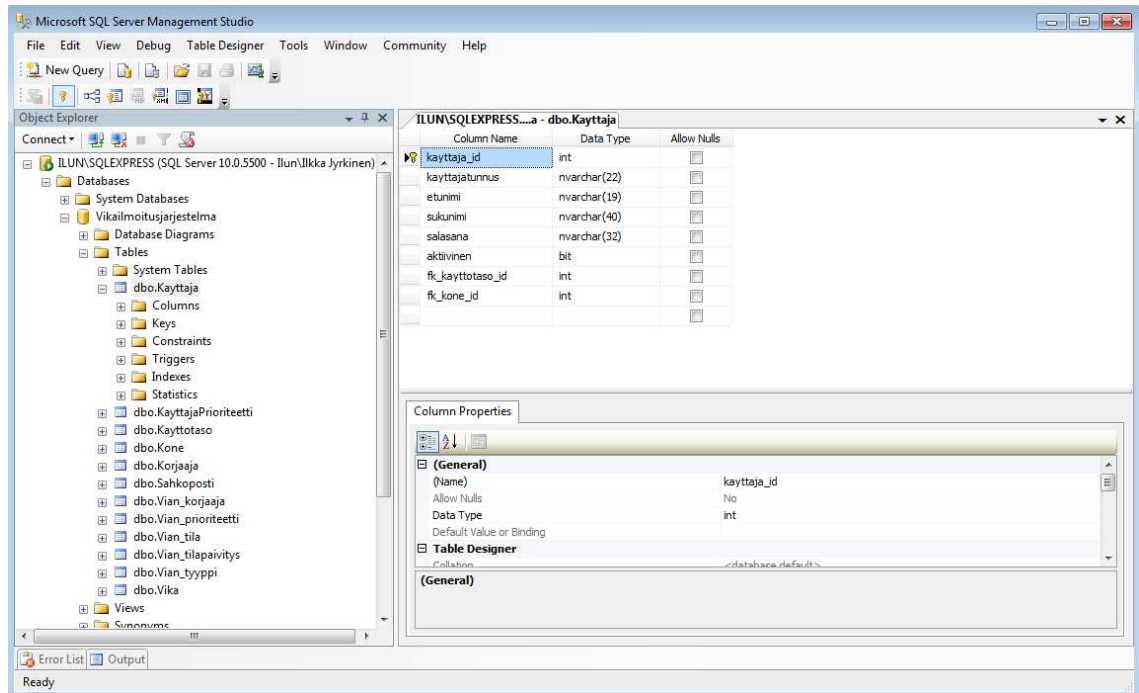 Microsoft SQL Server Management Studio
File Edit View Debug Table Designer Tools Window Community Help
New Query
Object Explorer
Connect
ILUN\SQLEXPRESS (SQL Server 10.0.5500 - Ilun\Ilkka Jyrkinen)
Databases
System Databases
Vikailmoitusjarjestelma
Database Diagrams
Tables
System Tables
dbo.Kayttaja
Columns
Keys
Constraints
Triggers
Indexes
Statistics
dbo.KayttajaPrioriteetti
dbo.Kayttotaso
dbo.Kone
dbo.Korjaaja
dbo.Sahkoposti
dbo.Vian_korjaaja
dbo.Vian_prioriteetti
dbo.Vian_tila
dbo.Vian_tilapaivitys
dbo.Vian_tyyppi
dbo.Vika
Views
Synonyms
ILUN\SQLEXPRESS....a - dbo.Kayttaja
Column Name Data Type Allow Nulls
kayttaja_id int
kayttajatunnus nvarchar(22)
etunimi nvarchar(19)
sukunimi nvarchar(40)
salasana nvarchar(32)
aktiivinen bit
fk_kayttotaso_id int
fk_kone_id int
Column Properties
(General)
(Name) kayttaja_id
Allow Nulls No
Data Type int
Default Value or Binding
Table Designer
Collation <database default>
(General)
Error List Output
Ready